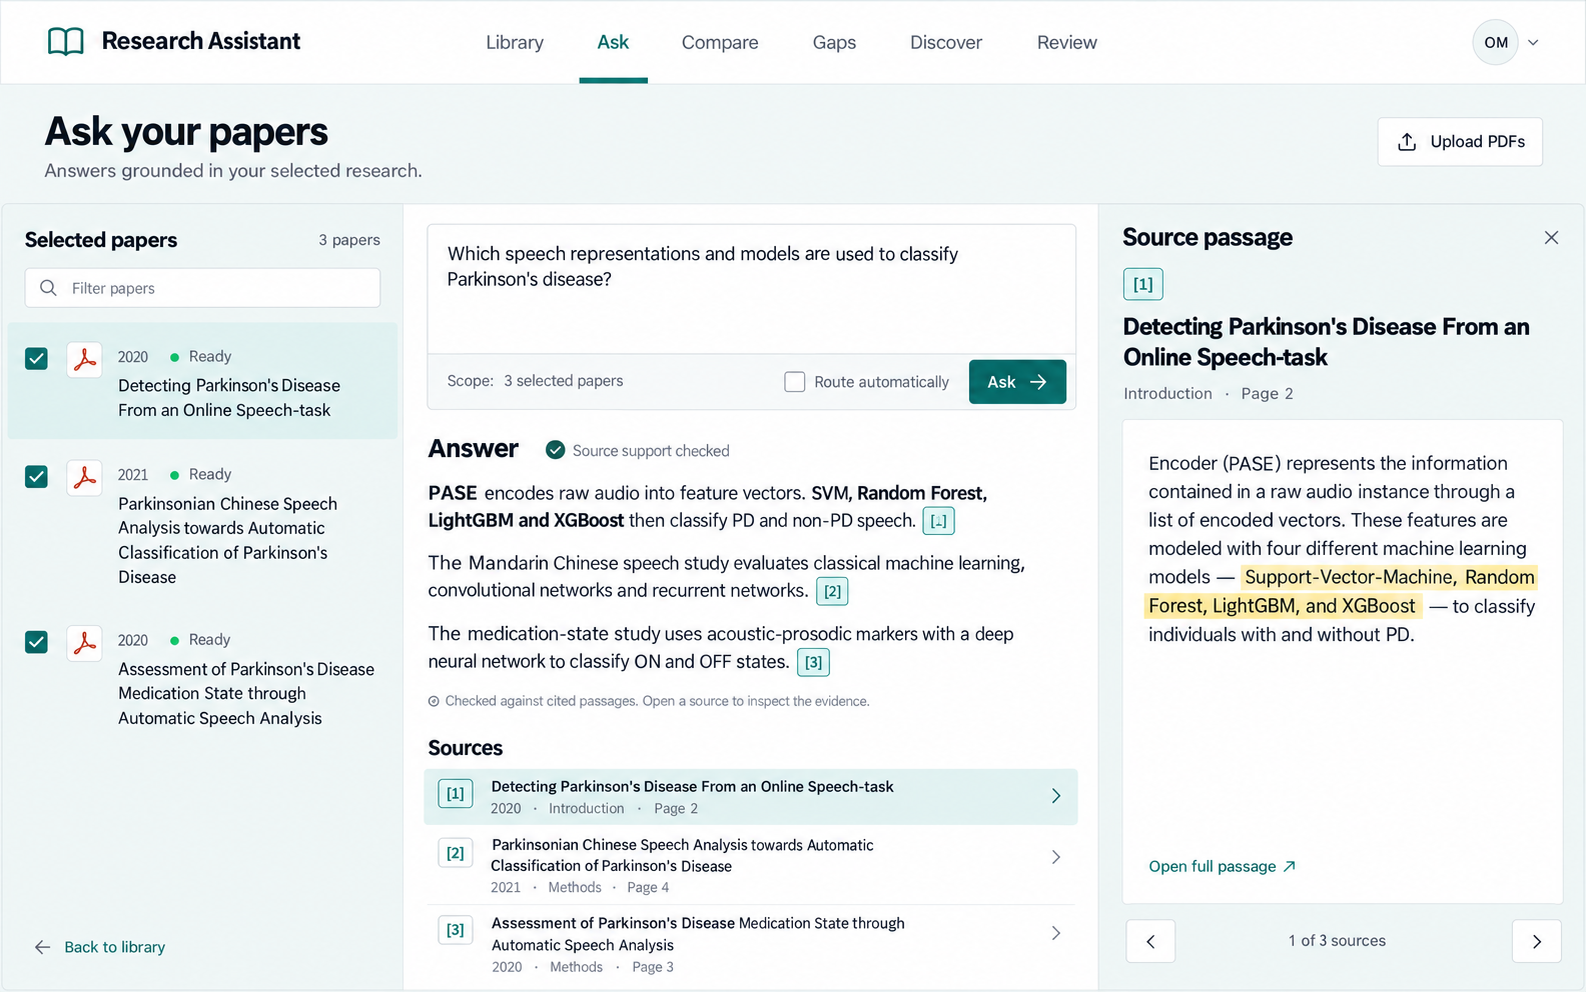 Research Assistant
Library
Ask
Compare
Gaps
Discover
Review
OM
Ask your papers
Answers grounded in your selected research.
Upload PDFs
Selected papers
3 papers
Filter papers
2020
Ready
Detecting Parkinson's Disease
From an Online Speech-task
2021
Ready
Parkinsonian Chinese Speech
Analysis towards Automatic
Classification of Parkinson's
Disease
2020
Ready
Assessment of Parkinson's Disease
Medication State through
Automatic Speech Analysis
Back to library
Which speech representations and models are used to classify
Parkinson's disease?
Scope: 3 selected papers
Route automatically
Ask
Answer
Source support checked
PASE encodes raw audio into feature vectors. SVM, Random Forest,
LightGBM and XGBoost then classify PD and non-PD speech.
The Mandarin Chinese speech study evaluates classical machine learning,
convolutional networks and recurrent networks. [2]
The medication-state study uses acoustic-prosodic markers with a deep
neural network to classify ON and OFF states. [3]
Checked against cited passages. Open a source to inspect the evidence.
Sources
[1]
Detecting Parkinson's Disease From an Online Speech-task
2020 · Introduction · Page 2
[2]
Parkinsonian Chinese Speech Analysis towards Automatic
Classification of Parkinson's Disease
2021 · Methods · Page 4
[3]
Assessment of Parkinson's Disease Medication State through
Automatic Speech Analysis
2020 · Methods · Page 3
Source passage
[1]
Detecting Parkinson's Disease From an
Online Speech-task
Introduction · Page 2
Encoder (PASE) represents the information
contained in a raw audio instance through a
list of encoded vectors. These features are
modeled with four different machine learning
models — Support-Vector-Machine, Random
Forest, LightGBM, and XGBoost — to classify
individuals with and without PD.
Open full passage
1 of 3 sources